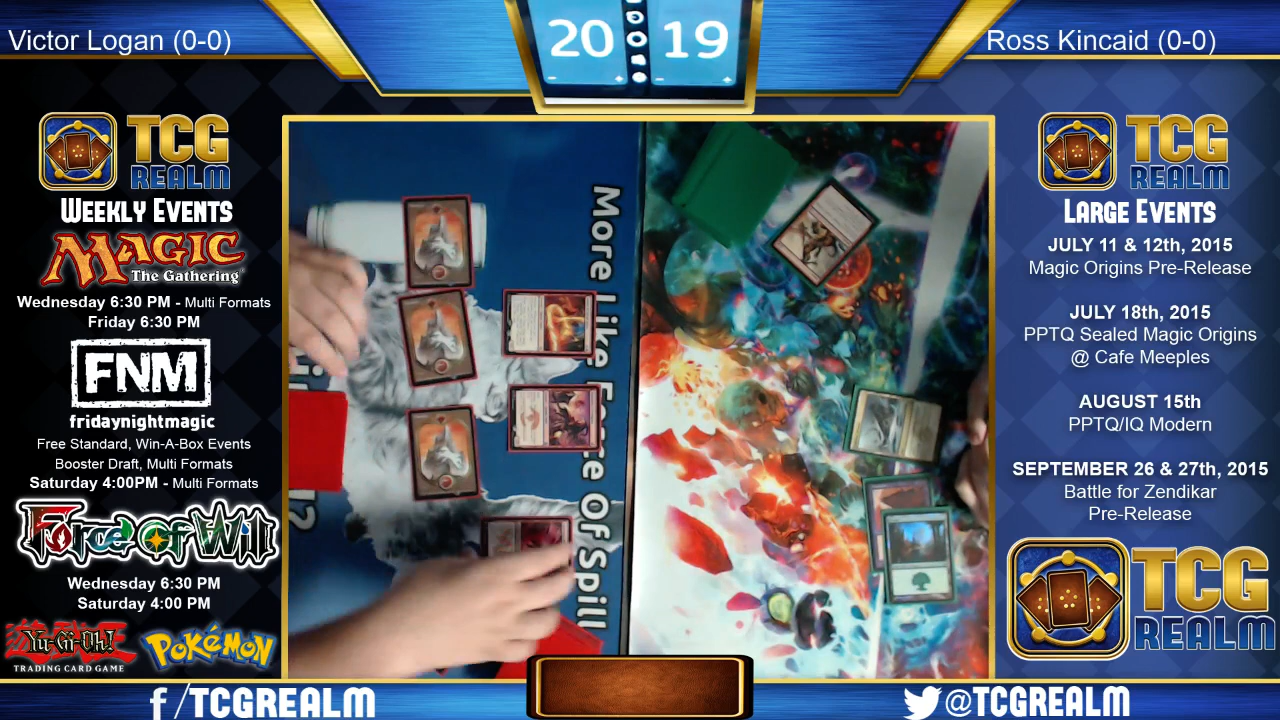 Victor Logan (0-0)
20 19
Ross Kincaid (0-0)
TCG
REALM
WEEKLY EVENTS
MAGIC
The Gathering
Wednesday 6:30 PM - Multi Formats
Friday 6:30 PM
FNM
fridaynightmagic
Free Standard, Win-A-Box Events
Booster Draft, Multi Formats
Saturday 4:00PM - Multi Formats
Force of Will
Wednesday 6:30 PM
Saturday 4:00 PM
Yu-Gi-Oh!
TRADING CARD GAME
POKéMON
More Like Force Of Spill
TCG
REALM
LARGE EVENTS
JULY 11 & 12th, 2015
Magic Origins Pre-Release
JULY 18th, 2015
PPTQ Sealed Magic Origins
@ Cafe Meeples
AUGUST 15th
PPTQ/IQ Modern
SEPTEMBER 26 & 27th, 2015
Battle for Zendikar
Pre-Release
TCG
REALM
f/TCGREALM
@TCGREALM